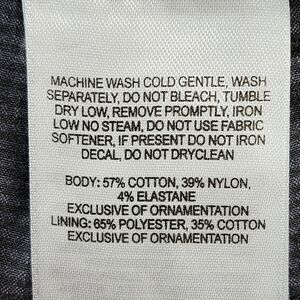 MACHINE WASH COLD GENTLE, WASH
SEPARATELY, DO NOT BLEACH, TUMBLE
DRY LOW, REMOVE PROMPTLY, IRON
LOW NO STEAM, DO NOT USE FABRIC
SOFTENER, IF PRESENT DO NOT IRON
DECAL, DO NOT DRYCLEAN
BODY: 57% COTTON, 39% NYLON,
4% ELASTANE
EXCLUSIVE OF ORNAMENTATION
LINING: 65% POLYESTER, 35% COTTON
EXCLUSIVE OF ORNAMENTATION